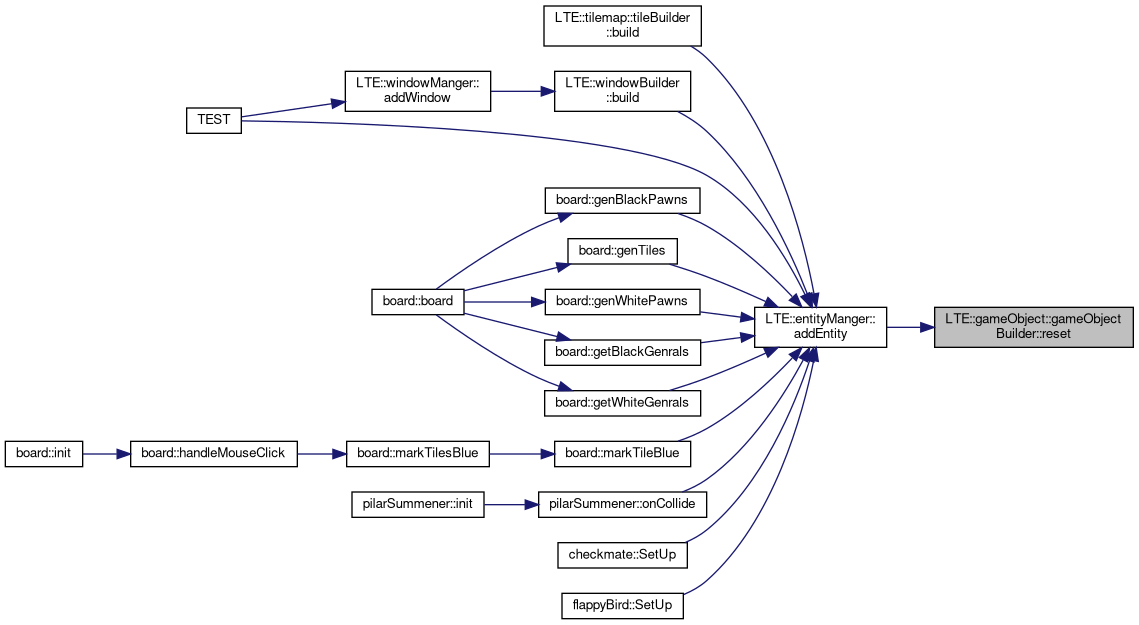 LTE::tilemap::tileBuilder
::build
LTE::windowManger::
addWindow
LTE::windowBuilder
::build
TEST
board::genBlackPawns
board::genTiles
board::board
board::genWhitePawns
LTE::entityManger::
addEntity
LTE::gameObject::gameObject
Builder::reset
board::getBlackGenrals
board::getWhiteGenrals
board::init
board::handleMouseClick
board::markTilesBlue
board::markTileBlue
pilarSummener::init
pilarSummener::onCollide
checkmate::SetUp
flappyBird::SetUp